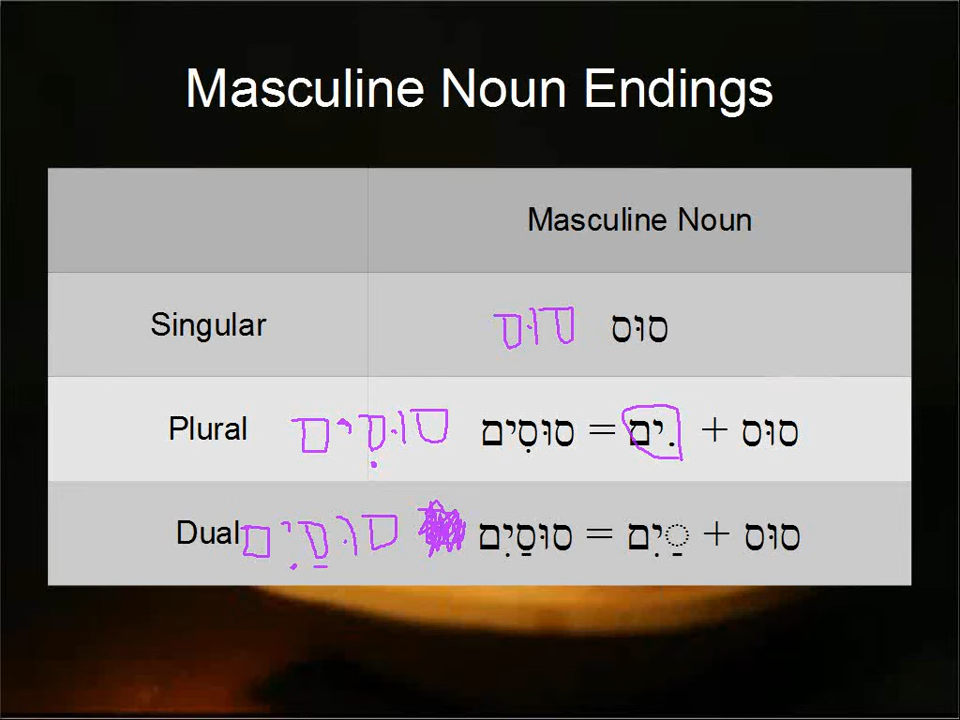 Masculine Noun Endings
Masculine Noun
Singular סוּס סוּס
Plural סוּס + ִים = סוּסִים סוּסִים
Dual סוּס + ַ◌יִם = סוּסַיִם סוּסַיִם